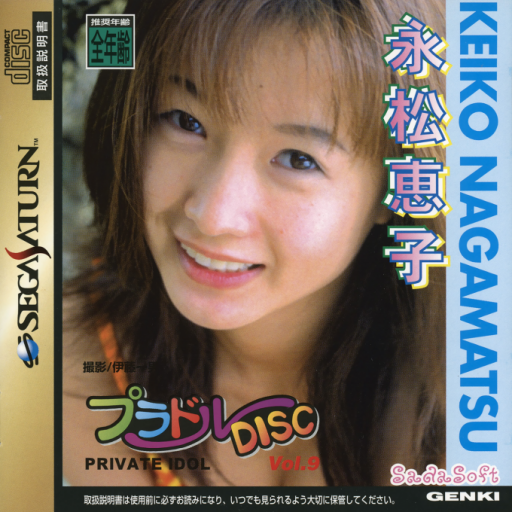 COMPACT
disc
取扱説明書
推奨年齢
全年齢
SEGA SATURN™
永松恵子
KEIKO NAGAMATSU
撮影/伊藤
プラドルDISC
PRIVATE IDOL
Vol.9
SadaSoft
GENKI
取扱説明書は使用前に必ずお読みになり、いつでも見られるよう大切に保管してください。